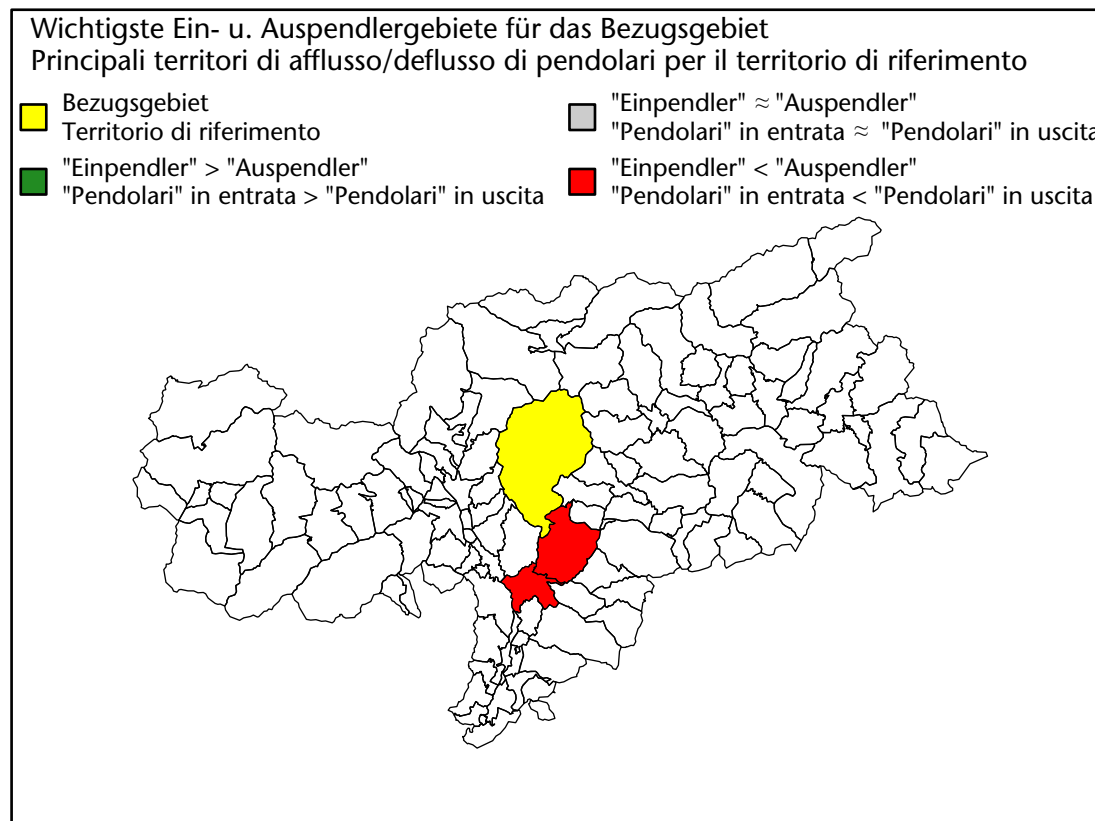 Wichtigste Ein- u. Auspendlergebiete für das Bezugsgebiet
Principali territori di afflusso/deflusso di pendolari per il territorio di riferimento
Bezugsgebiet
Territorio di riferimento
"Einpendler" > "Auspendler"
"Pendolari" in entrata > "Pendolari" in uscita
"Einpendler" ≈ "Auspendler"
"Pendolari" in entrata ≈ "Pendolari" in uscita
"Einpendler" < "Auspendler"
"Pendolari" in entrata < "Pendolari" in uscita